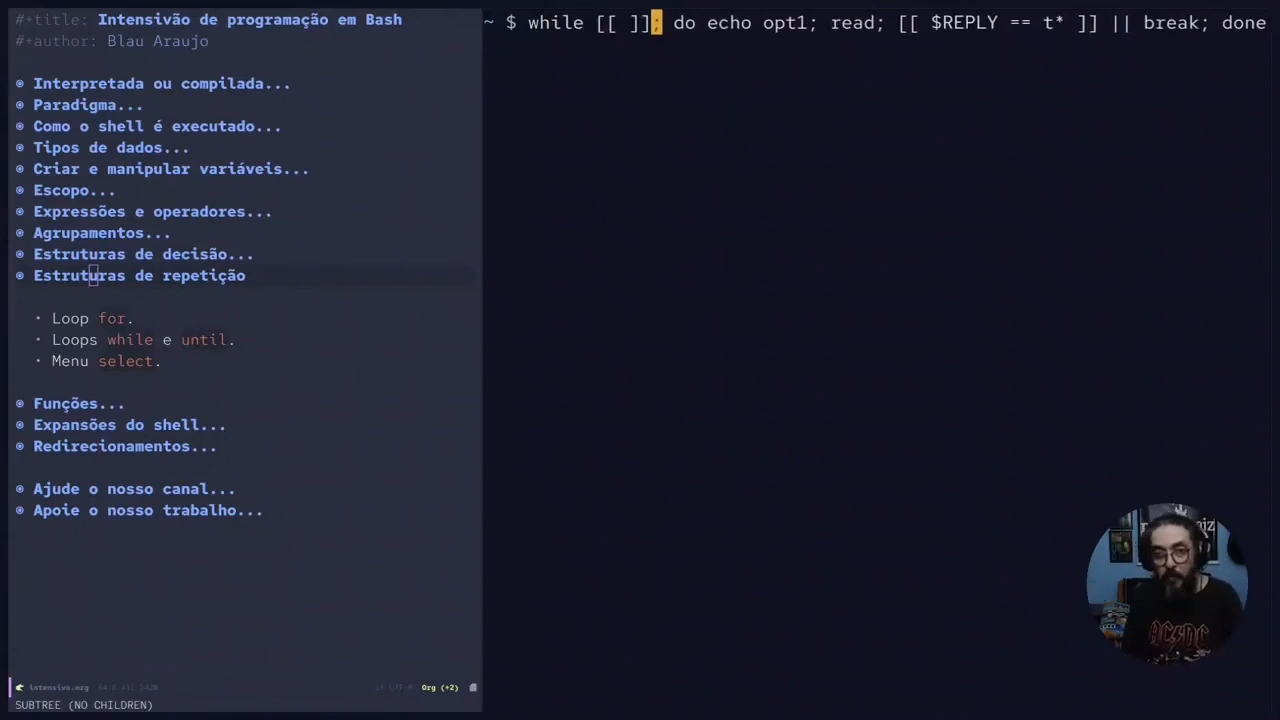 #+title: Intensivão de programação em Bash
#+author: Blau Araujo
Interpretada ou compilada...
Paradigma...
Como o shell é executado...
Tipos de dados...
Criar e manipular variáveis...
Escopo...
Expressões e operadores...
Agrupamentos...
Estruturas de decisão...
Estruturas de repetição
• Loop for.
• Loops while e until.
• Menu select.
Funções...
Expansões do shell...
Redirecionamentos...
Ajude o nosso canal...
Apoie o nosso trabalho...
intensivo.org
Org (+2)
SUBTREE (NO CHILDREN)
~ $ while [[ ]]; do echo opt1; read; [[ $REPLY == t* ]] || break; done
AC/DC